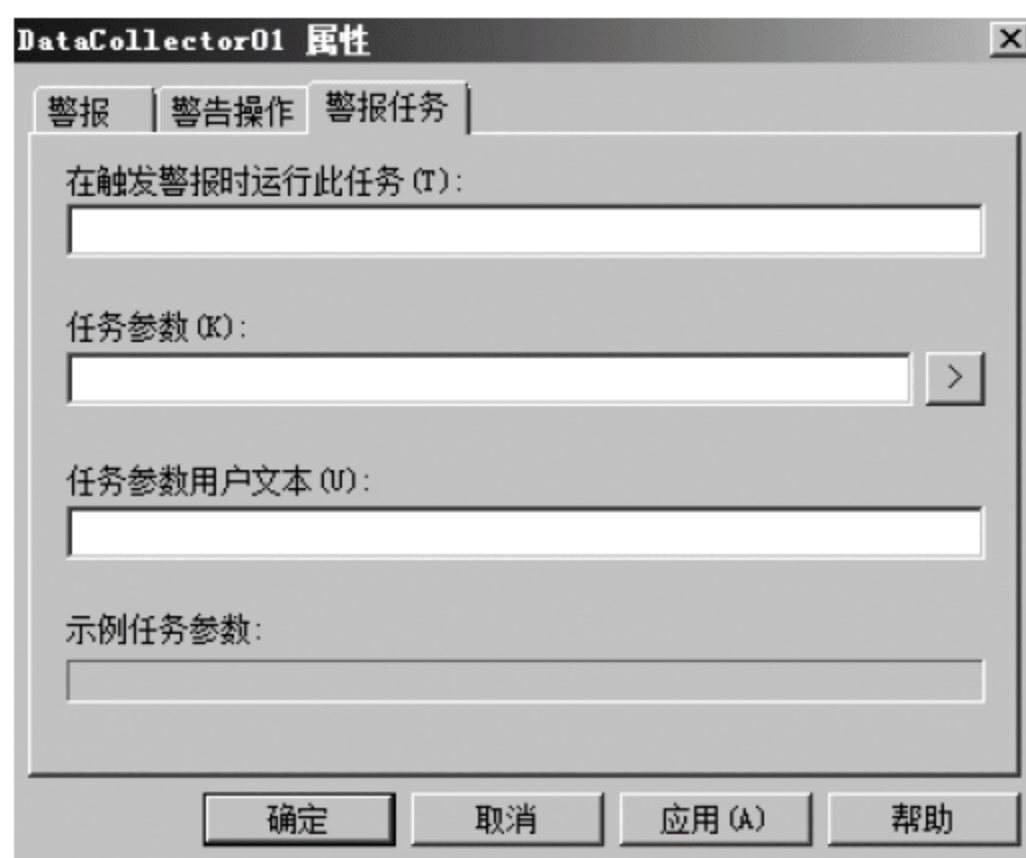 DataCollector01 属性
警报 警告操作 警报任务
在触发警报时运行此任务(T):
任务参数(K):
>
任务参数用户文本(U):
示例任务参数:
确定 取消 应用(A) 帮助